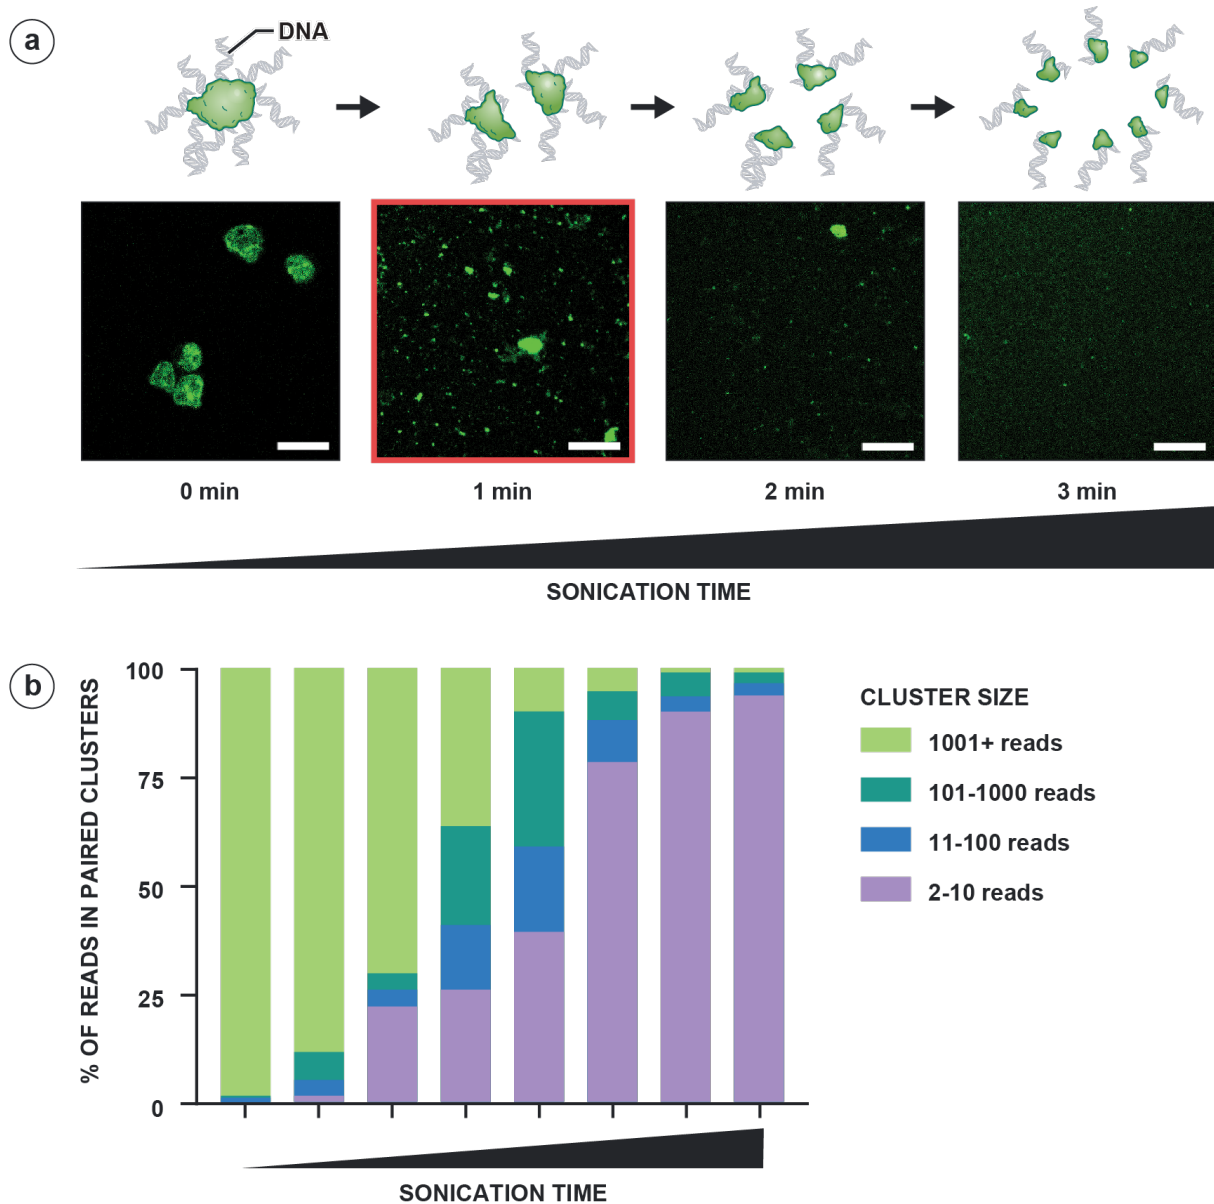 a
DNA
0 min
1 min
2 min
3 min
SONICATION TIME
b
% OF READS IN PAIRED CLUSTERS
100
75
50
25
0
SONICATION TIME
CLUSTER SIZE
1001+ reads
101-1000 reads
11-100 reads
2-10 reads